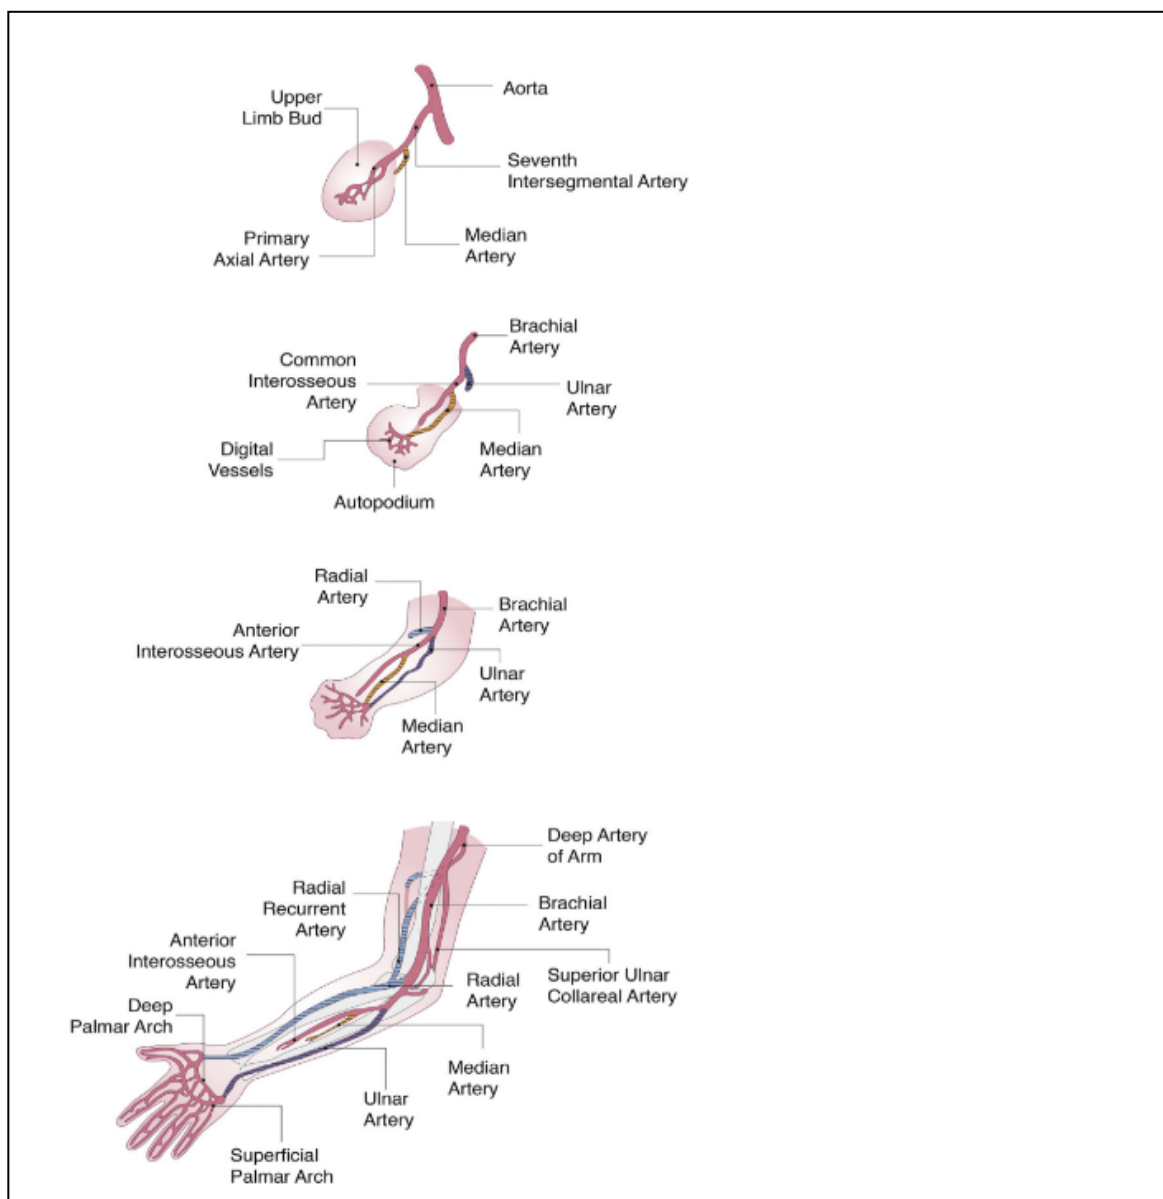 Aorta
Upper
Limb Bud
Seventh
Intersegmental Artery
Primary
Axial Artery
Median
Artery
Brachial
Artery
Common
Interosseous
Artery
Ulnar
Artery
Digital
Vessels
Median
Artery
Autopodium
Radial
Artery
Brachial
Artery
Anterior
Interosseous Artery
Ulnar
Artery
Median
Artery
Deep Artery
of Arm
Radial
Recurrent
Artery
Brachial
Artery
Anterior
Interosseous
Artery
Superior Ulnar
Collareal Artery
Radial
Artery
Deep
Palmar Arch
Median
Artery
Ulnar
Artery
Superficial
Palmar Arch